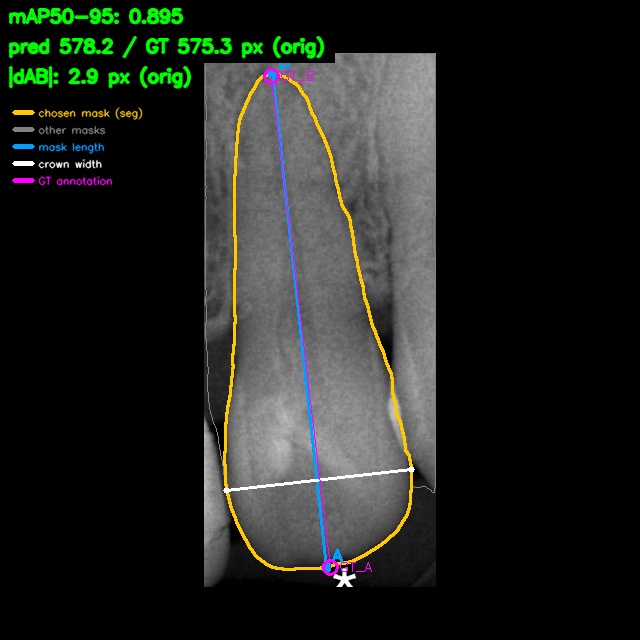 mAP50-95: 0.895
pred 578.2 / GT 575.3 px (orig)
|dAB|: 2.9 px (orig)
chosen mask (seg)
other masks
mask length
crown width
GT annotation
GT_B
A
GT_A
*